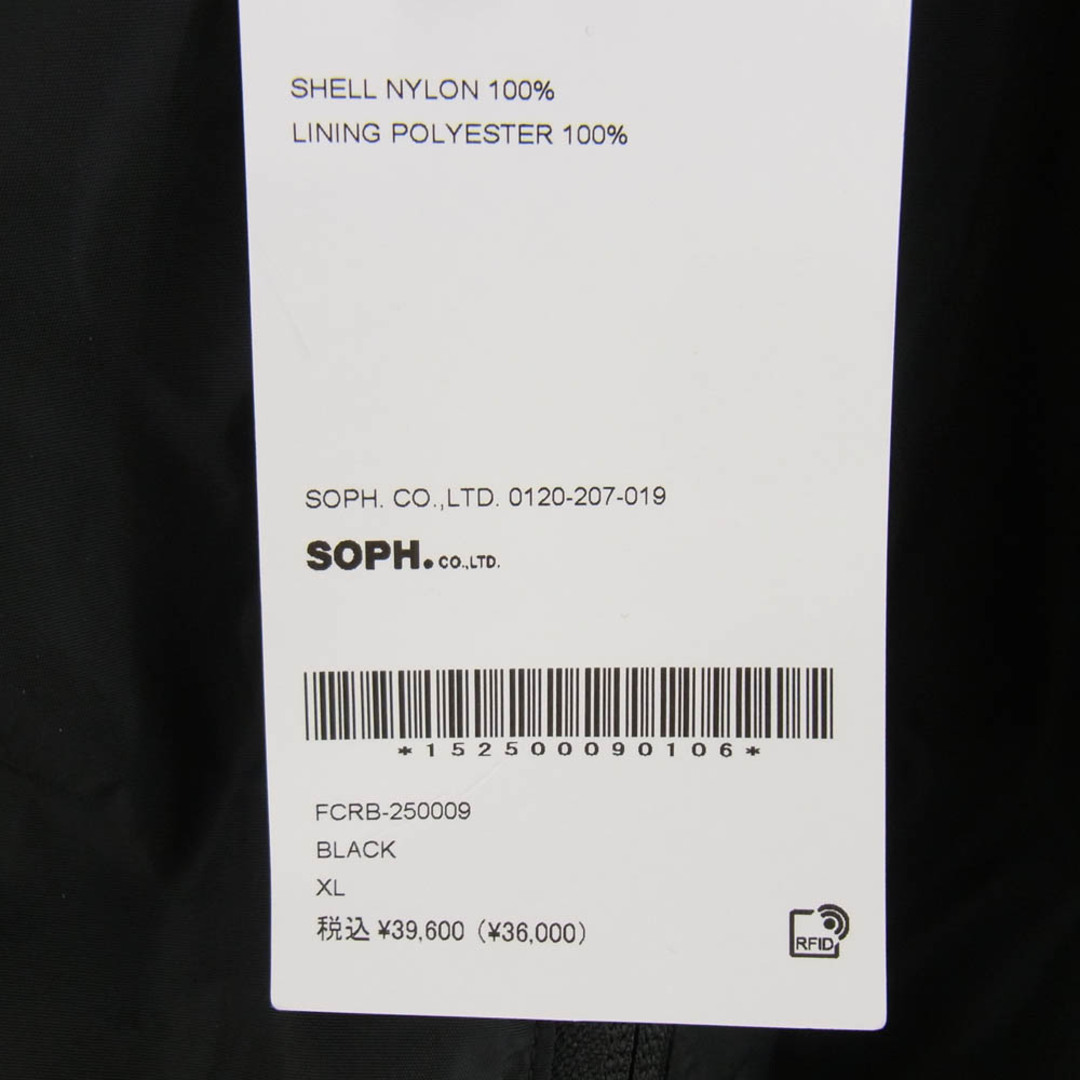 SHELL NYLON 100%
LINING POLYESTER 100%
SOPH. CO.,LTD. 0120-207-019
SOPH. CO.,LTD.
*152500090106*
FCRB-250009
BLACK
XL
税込 ¥39,600 (¥36,000)
RFID